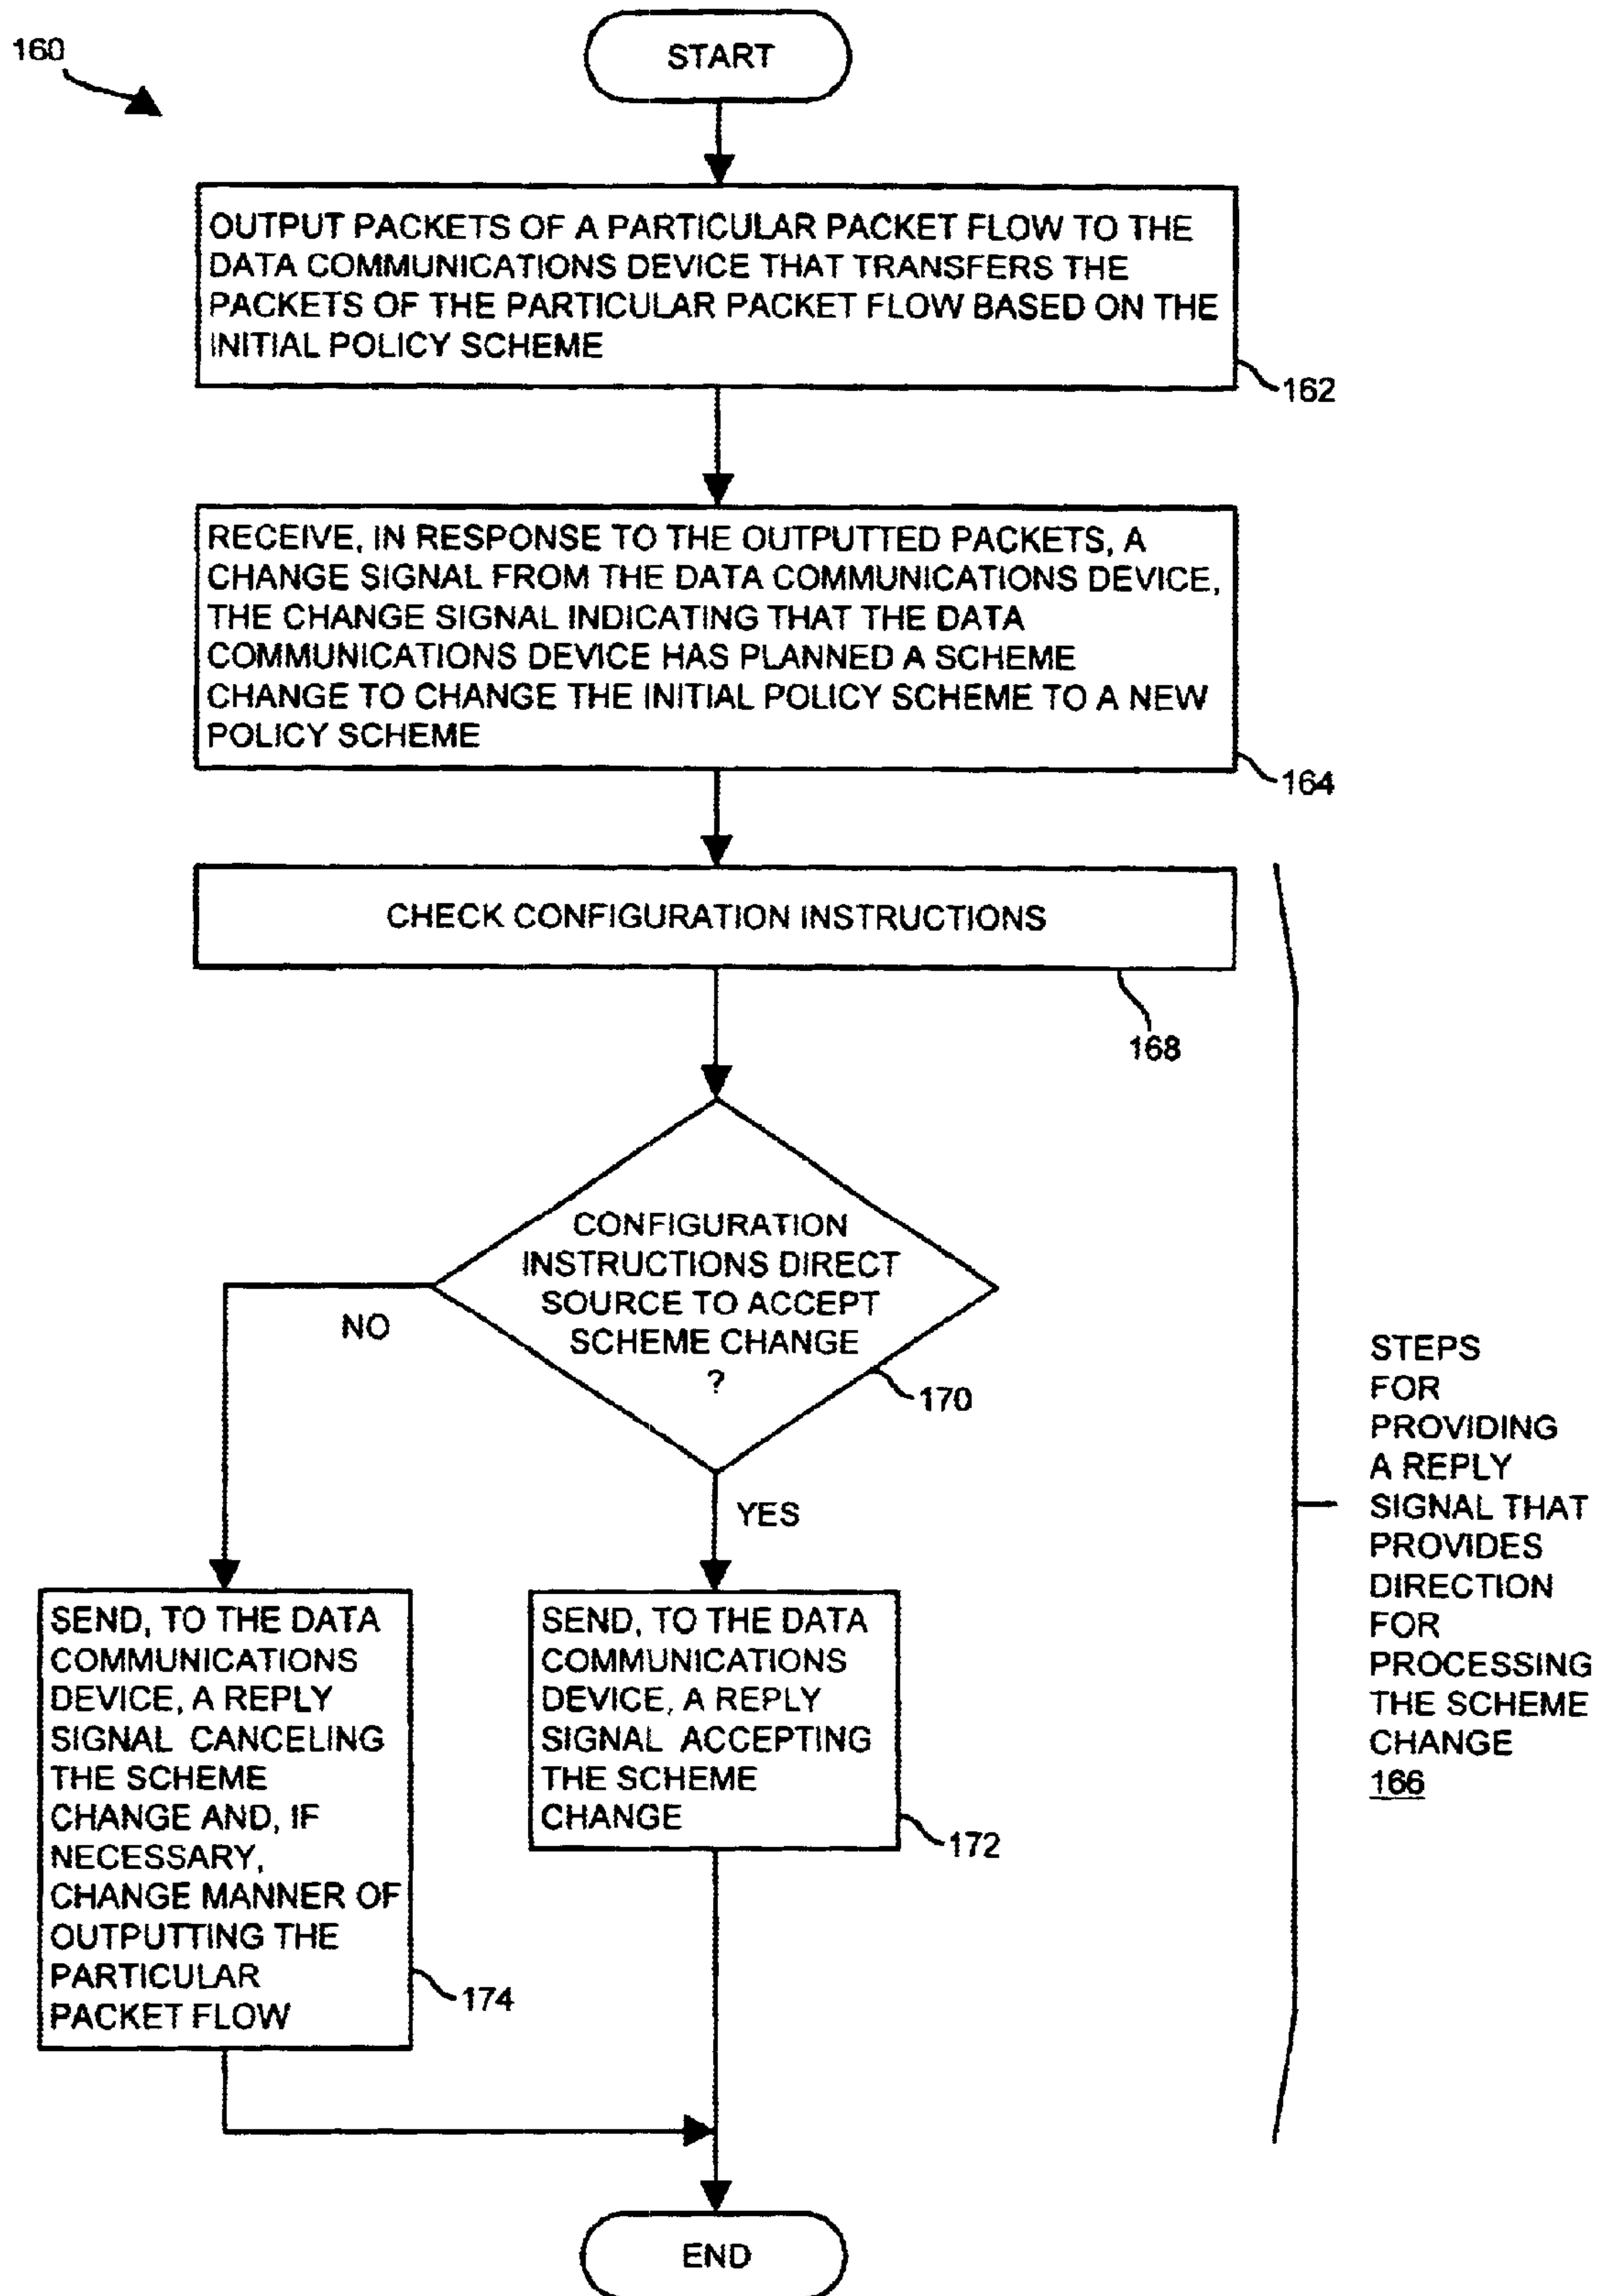 160
START
OUTPUT PACKETS OF A PARTICULAR PACKET FLOW TO THE
DATA COMMUNICATIONS DEVICE THAT TRANSFERS THE
PACKETS OF THE PARTICULAR PACKET FLOW BASED ON THE
INITIAL POLICY SCHEME
162
RECEIVE, IN RESPONSE TO THE OUTPUTTED PACKETS, A
CHANGE SIGNAL FROM THE DATA COMMUNICATIONS DEVICE,
THE CHANGE SIGNAL INDICATING THAT THE DATA
COMMUNICATIONS DEVICE HAS PLANNED A SCHEME
CHANGE TO CHANGE THE INITIAL POLICY SCHEME TO A NEW
POLICY SCHEME
164
CHECK CONFIGURATION INSTRUCTIONS
168
CONFIGURATION
INSTRUCTIONS DIRECT
SOURCE TO ACCEPT
SCHEME CHANGE
?
170
NO
YES
SEND, TO THE DATA
COMMUNICATIONS
DEVICE, A REPLY
SIGNAL CANCELING
THE SCHEME
CHANGE AND, IF
NECESSARY,
CHANGE MANNER OF
OUTPUTTING THE
PARTICULAR
PACKET FLOW
174
SEND, TO THE DATA
COMMUNICATIONS
DEVICE, A REPLY
SIGNAL ACCEPTING
THE SCHEME
CHANGE
172
STEPS
FOR
PROVIDING
A REPLY
SIGNAL THAT
PROVIDES
DIRECTION
FOR
PROCESSING
THE SCHEME
CHANGE
166
END